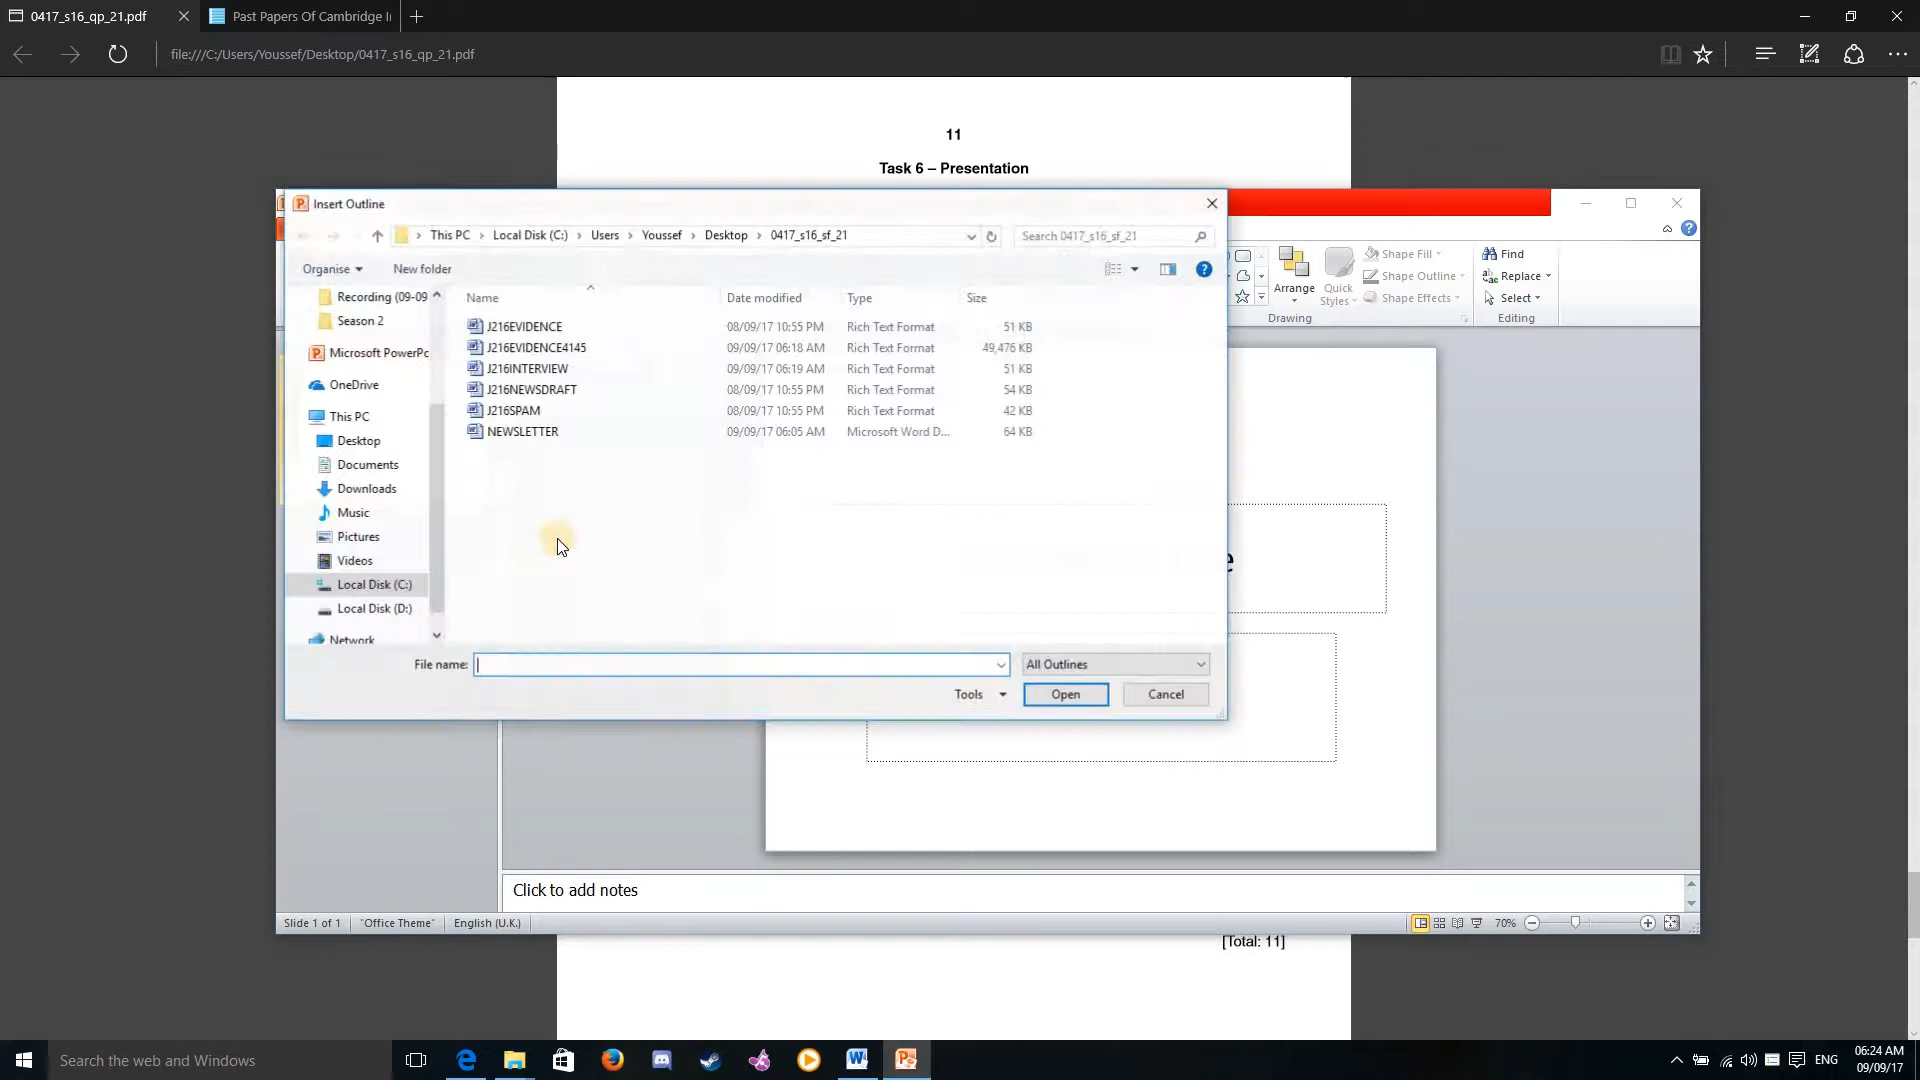 0417_s16_qp_21.pdf
Past Papers Of Cambridge I
file:///C:/Users/Youssef/Desktop/0417_s16_qp_21.pdf
11
Task 6 – Presentation
Insert Outline
This PC > Local Disk (C:) > Users > Youssef > Desktop > 0417_s16_sf_21
Search 0417_s16_sf_21
Organise
New folder
Recording (09-09
Season 2
Microsoft PowerPc
OneDrive
This PC
Desktop
Documents
Downloads
Music
Pictures
Videos
Local Disk (C:)
Local Disk (D:)
Network
Name Date modified Type Size
J216EVIDENCE 08/09/17 10:55 PM Rich Text Format 51 KB
J216EVIDENCE4145 09/09/17 06:18 AM Rich Text Format 49,476 KB
J216INTERVIEW 09/09/17 06:19 AM Rich Text Format 51 KB
J216NEWSDRAFT 08/09/17 10:55 PM Rich Text Format 54 KB
J216SPAM 08/09/17 10:55 PM Rich Text Format 42 KB
NEWSLETTER 09/09/17 06:05 AM Microsoft Word D... 64 KB
File name:
All Outlines
Tools
Open
Cancel
Arrange
Quick Styles
Shape Fill
Shape Outline
Shape Effects
Drawing
Find
Replace
Select
Editing
e
Click to add notes
Slide 1 of 1
"Office Theme"
English (U.K.)
70%
[Total: 11]
Search the web and Windows
ENG
06:24 AM
09/09/17